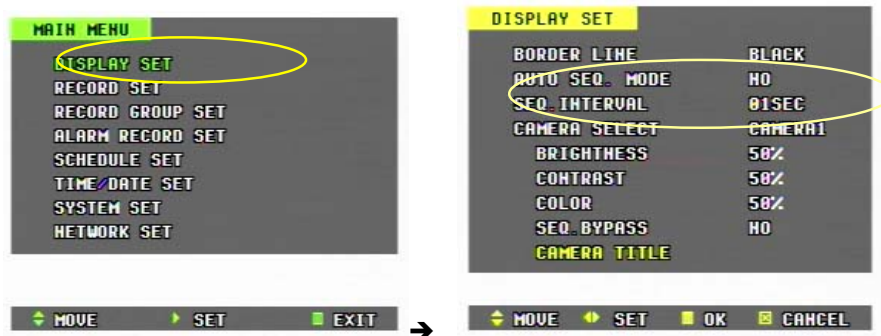 MAIN MENU
DISPLAY SET
RECORD SET
RECORD GROUP SET
ALARM RECORD SET
SCHEDULE SET
TIME/DATE SET
SYSTEM SET
NETWORK SET
MOVE SET EXIT
DISPLAY SET
BORDER LINE BLACK
AUTO SEQ. MODE NO
SEQ.INTERVAL 01SEC
CAMERA SELECT CAMERA1
BRIGHTNESS 50%
CONTRAST 50%
COLOR 50%
SEQ.BYPASS NO
CAMERA TITLE
MOVE SET OK CANCEL